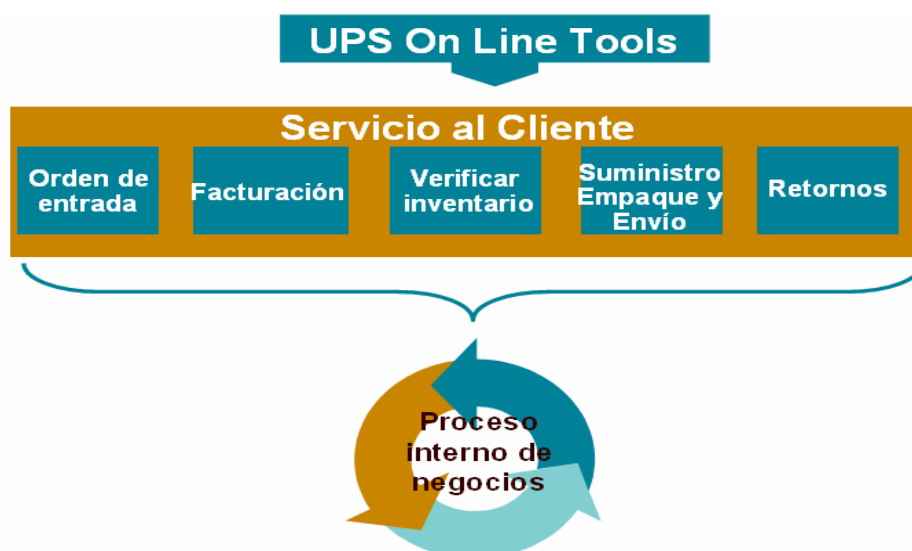 UPS On Line Tools
Servicio al Cliente
Orden de
entrada
Facturación
Verificar
inventario
Suministro
Empaque y
Envío
Retornos
Proceso
interno de
negocios